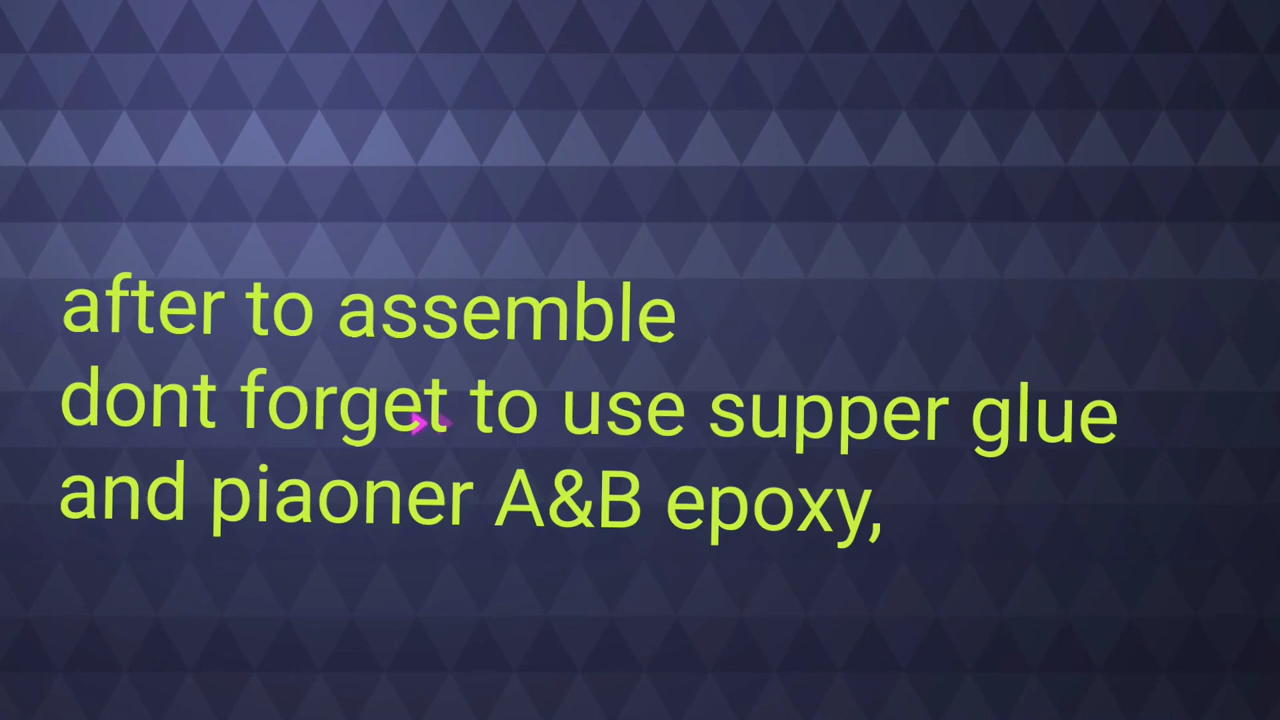 after to assemble
dont forget to use supper glue
and piaoner A&B epoxy,